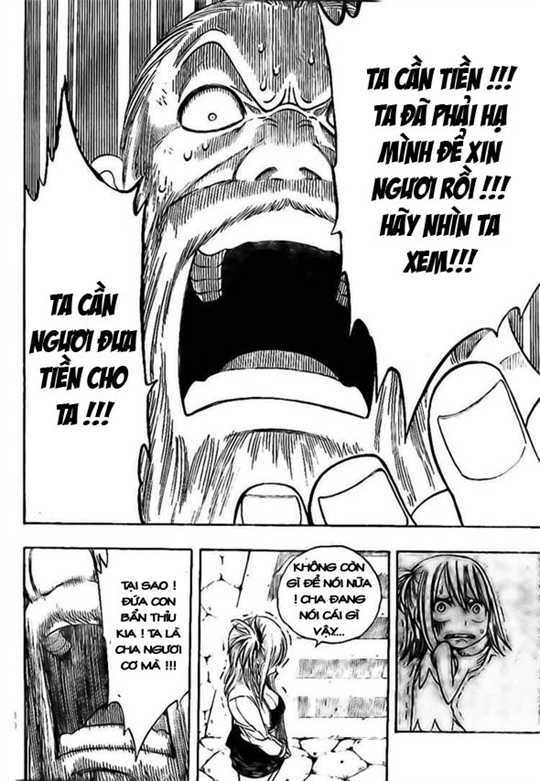 TA CẦN TIỀN !!!
TA ĐÃ PHẢI HẠ
MÌNH ĐỂ XIN
NGƯƠI RỒI !!!
HÃY NHÌN TA
XEM!!!
TA CẦN
NGƯƠI ĐƯA
TIỀN CHO
TA !!!
TẠI SAO !
ĐỨA CON
BẨN THỈU
KIA ! TA LÀ
CHA NGƯƠI
CƠ MÀ !!!
KHÔNG CÒN
GÌ ĐỂ NÓI NỮA
! CHA ĐANG
NÓI CÁI GÌ
VẬY...